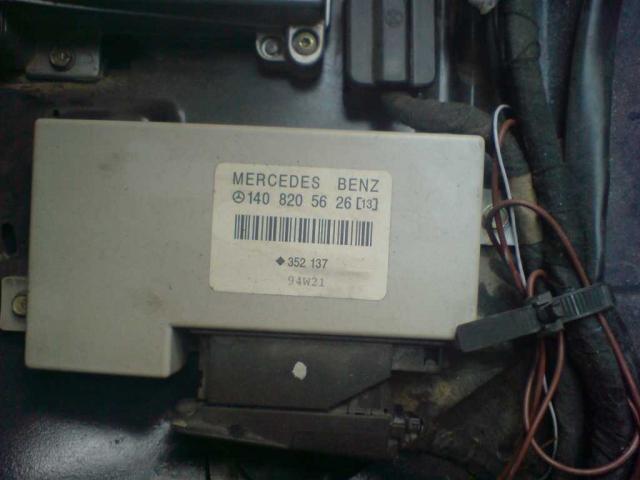 MERCEDES BENZ
140 820 56 26 [13]
352 137
94W21